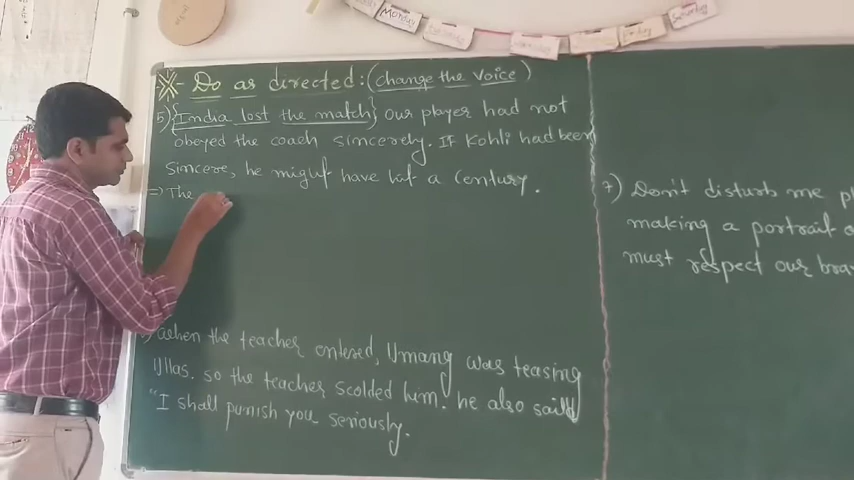 Monday
Do as directed: (change the voice)
5) {India lost the match} our player had not
obeyed the coach sincerely. If Kohli had been
sincere, he might have hit a century.
=) The
when the teacher entered, Umang was teasing
Ullas. so the teacher scolded him. he also said
"I shall punish you seriously.
7) Don't disturb me
making a portrait
must respect our